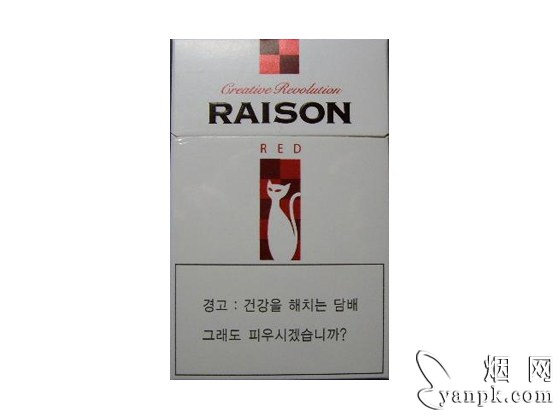 Creative Revolution
RAISON
RED
경고 : 건강을 해치는 담배
그래도 피우시겠습니까?
烟网
yanpk.com